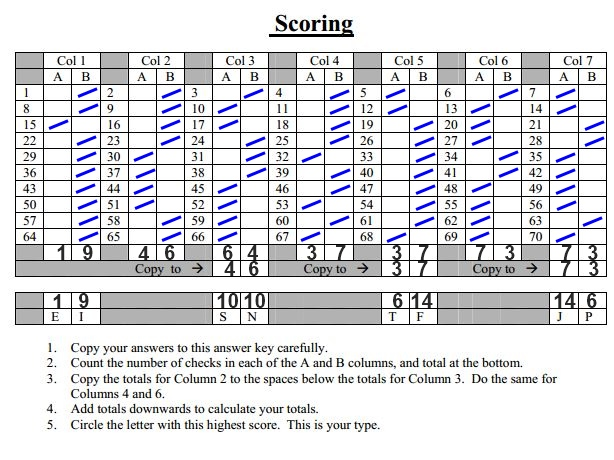 Scoring
Col 1 Col 2 Col 3 Col 4 Col 5 Col 6 Col 7
A B A B A B A B A B A B A B
1 2 3 4 5 6 7
8 9 10 11 12 13 14
15 16 17 18 19 20 21
22 23 24 25 26 27 28
29 30 31 32 33 34 35
36 37 38 39 40 41 42
43 44 45 46 47 48 49
50 51 52 53 54 55 56
57 58 59 60 61 62 63
64 65 66 67 68 69 70
1 9 4 6 6 4 3 7 3 7 7 3 7 3
Copy to → 4 6 Copy to → 3 7 Copy to → 7 3
1 9 10 10 6 14 14 6
E I S N T F J P
1. Copy your answers to this answer key carefully.
2. Count the number of checks in each of the A and B columns, and total at the bottom.
3. Copy the totals for Column 2 to the spaces below the totals for Column 3. Do the same for
Columns 4 and 6.
4. Add totals downwards to calculate your totals.
5. Circle the letter with this highest score. This is your type.